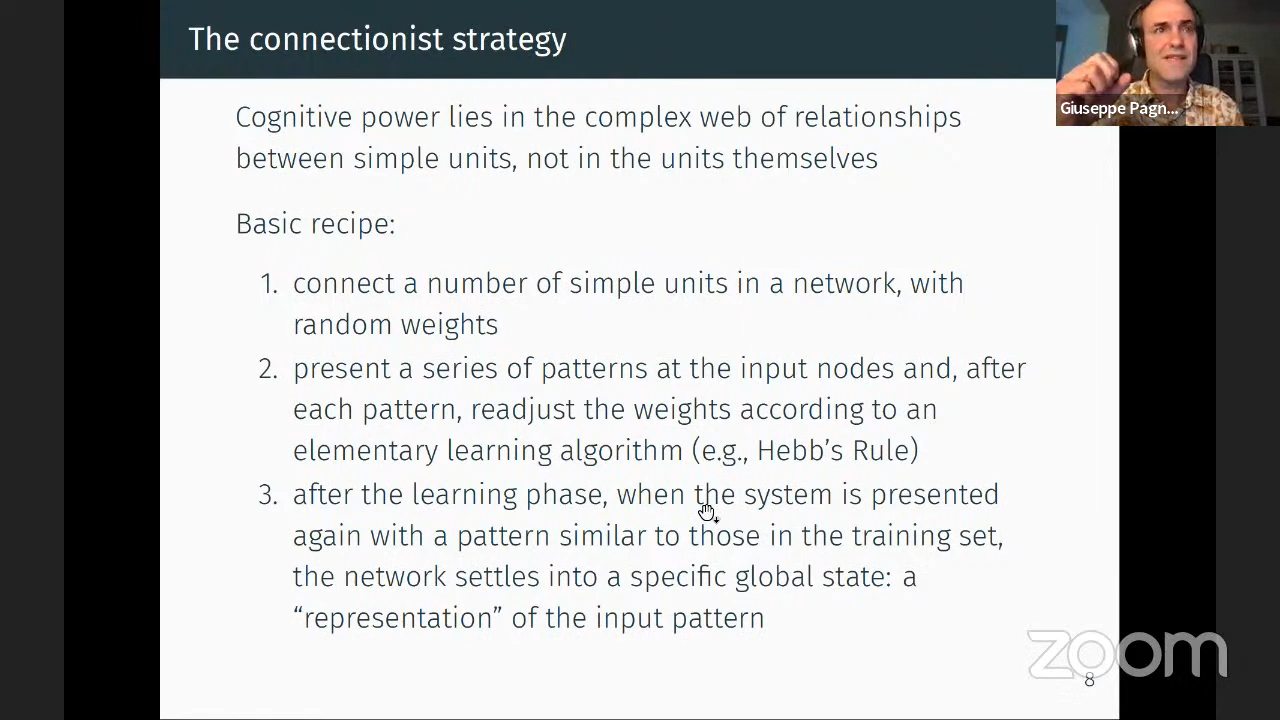 The connectionist strategy
Giuseppe Pagn...
Cognitive power lies in the complex web of relationships
between simple units, not in the units themselves
Basic recipe:
1. connect a number of simple units in a network, with
random weights
2. present a series of patterns at the input nodes and, after
each pattern, readjust the weights according to an
elementary learning algorithm (e.g., Hebb’s Rule)
3. after the learning phase, when the system is presented
again with a pattern similar to those in the training set,
the network settles into a specific global state: a
“representation” of the input pattern
zoom
8